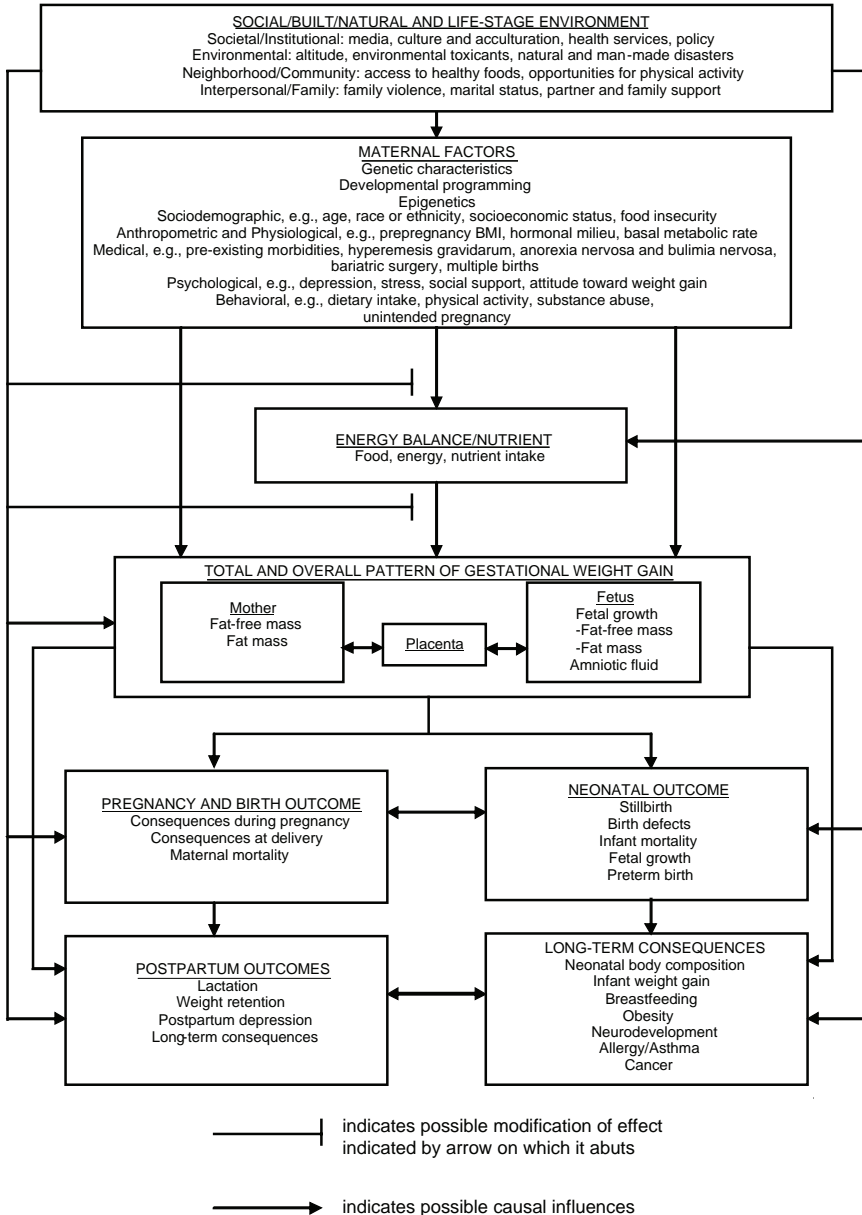 SOCIAL/BUILT/NATURAL AND LIFE-STAGE ENVIRONMENT
Societal/Institutional: media, culture and acculturation, health services, policy
Environmental: altitude, environmental toxicants, natural and man-made disasters
Neighborhood/Community: access to healthy foods, opportunities for physical activity
Interpersonal/Family: family violence, marital status, partner and family support
MATERNAL FACTORS
Genetic characteristics
Developmental programming
Epigenetics
Sociodemographic, e.g., age, race or ethnicity, socioeconomic status, food insecurity
Anthropometric and Physiological, e.g., prepregnancy BMI, hormonal milieu, basal metabolic rate
Medical, e.g., pre-existing morbidities, hyperemesis gravidarum, anorexia nervosa and bulimia nervosa,
bariatric surgery, multiple births
Psychological, e.g., depression, stress, social support, attitude toward weight gain
Behavioral, e.g., dietary intake, physical activity, substance abuse,
unintended pregnancy
ENERGY BALANCE/NUTRIENT
Food, energy, nutrient intake
TOTAL AND OVERALL PATTERN OF GESTATIONAL WEIGHT GAIN
Mother
Fat-free mass
Fat mass
Placenta
Fetus
Fetal growth
-Fat-free mass
-Fat mass
Amniotic fluid
PREGNANCY AND BIRTH OUTCOME
Consequences during pregnancy
Consequences at delivery
Maternal mortality
NEONATAL OUTCOME
Stillbirth
Birth defects
Infant mortality
Fetal growth
Preterm birth
POSTPARTUM OUTCOMES
Lactation
Weight retention
Postpartum depression
Long-term consequences
LONG-TERM CONSEQUENCES
Neonatal body composition
Infant weight gain
Breastfeeding
Obesity
Neurodevelopment
Allergy/Asthma
Cancer
indicates possible modification of effect
indicated by arrow on which it abuts
indicates possible causal influences